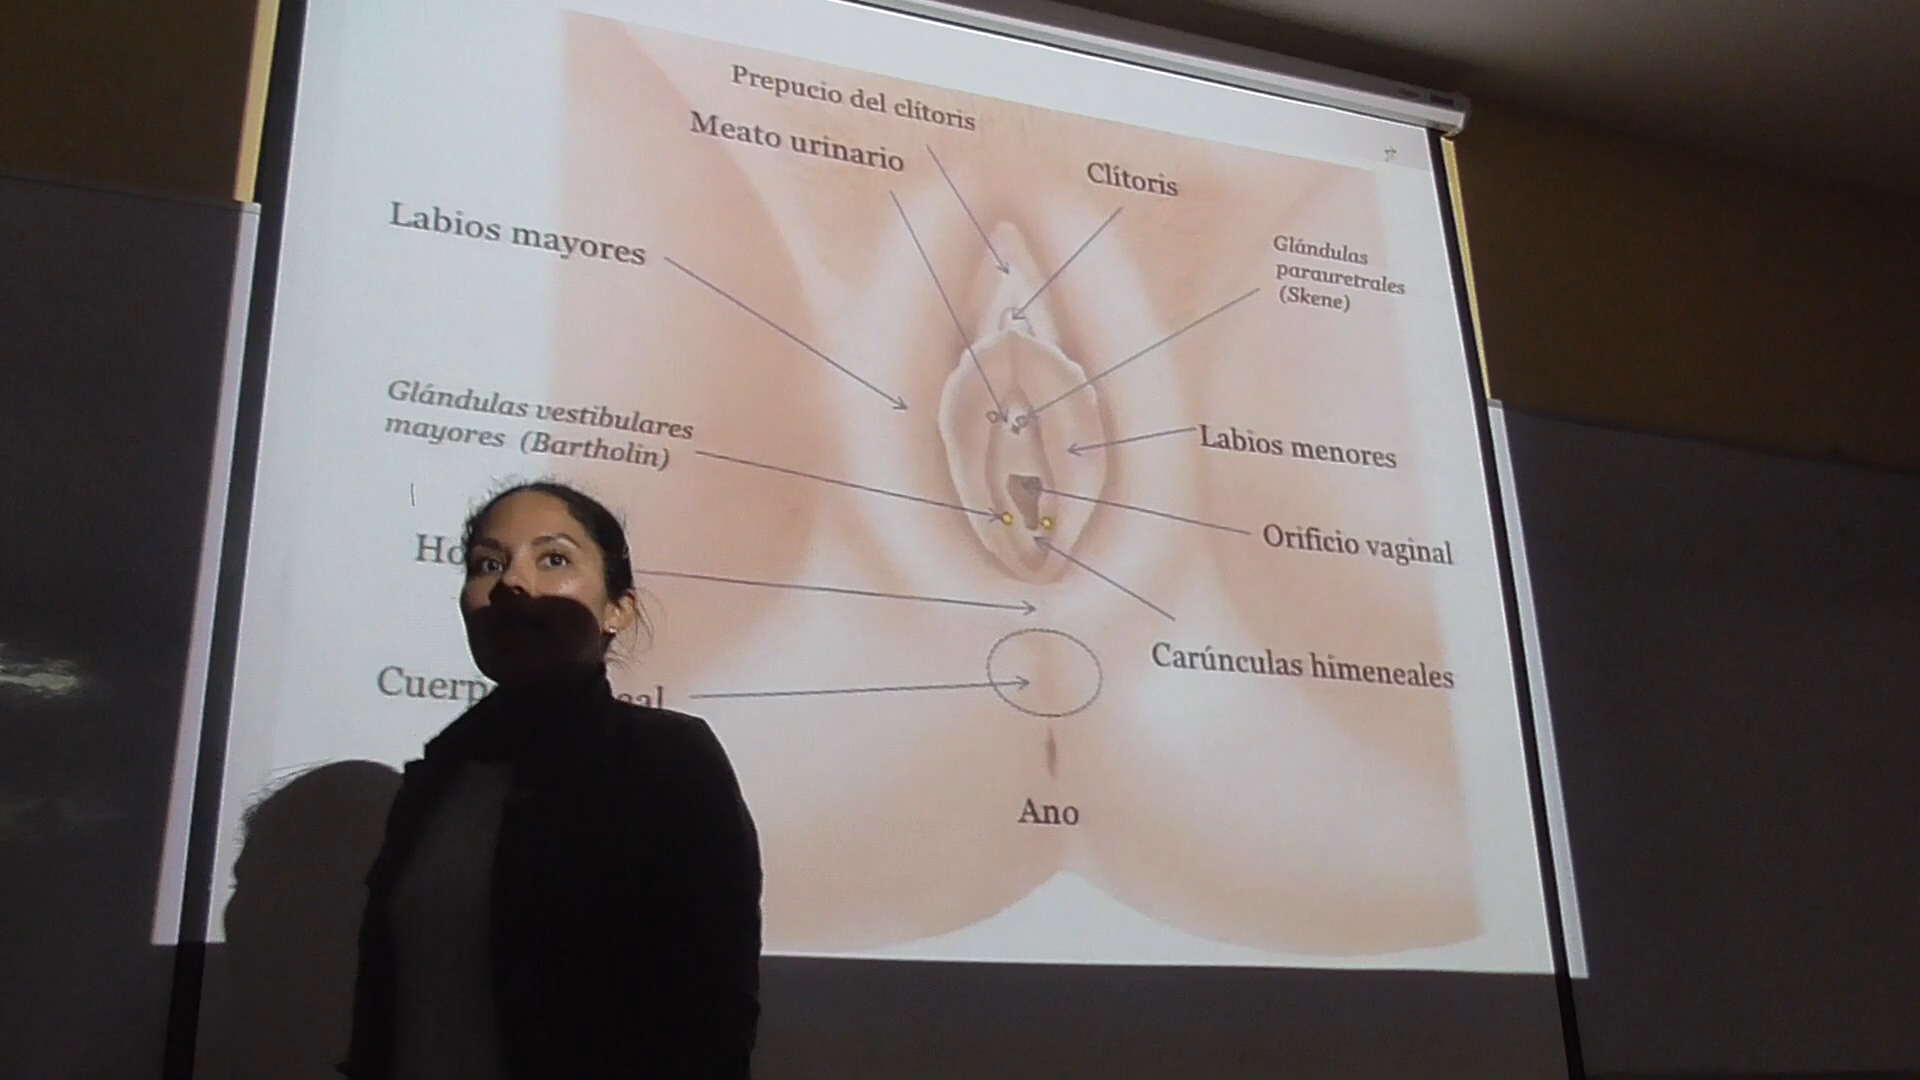 Prepucio del clítoris
Meato urinario
Clítoris
Labios mayores
Glándulas
parauretrales
(Skene)
Glándulas vestibulares
mayores (Bartholin)
Labios menores
Orificio vaginal
Carúnculas himeneales
Ano